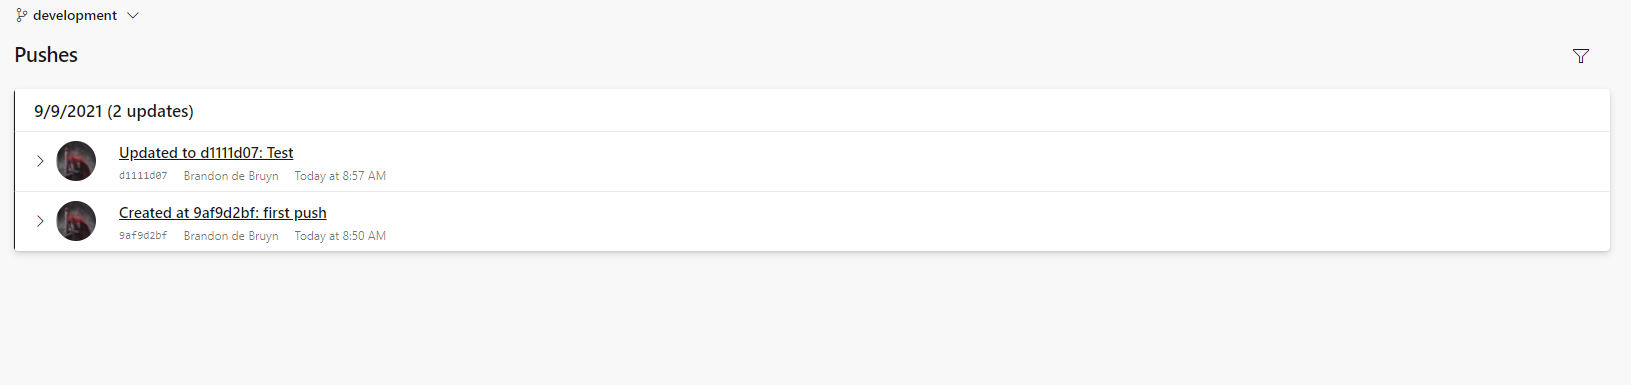 development
Pushes
9/9/2021 (2 updates)
Updated to d1111d07: Test
d1111d07 Brandon de Bruyn Today at 8:57 AM
Created at 9af9d2bf: first push
9af9d2bf Brandon de Bruyn Today at 8:50 AM